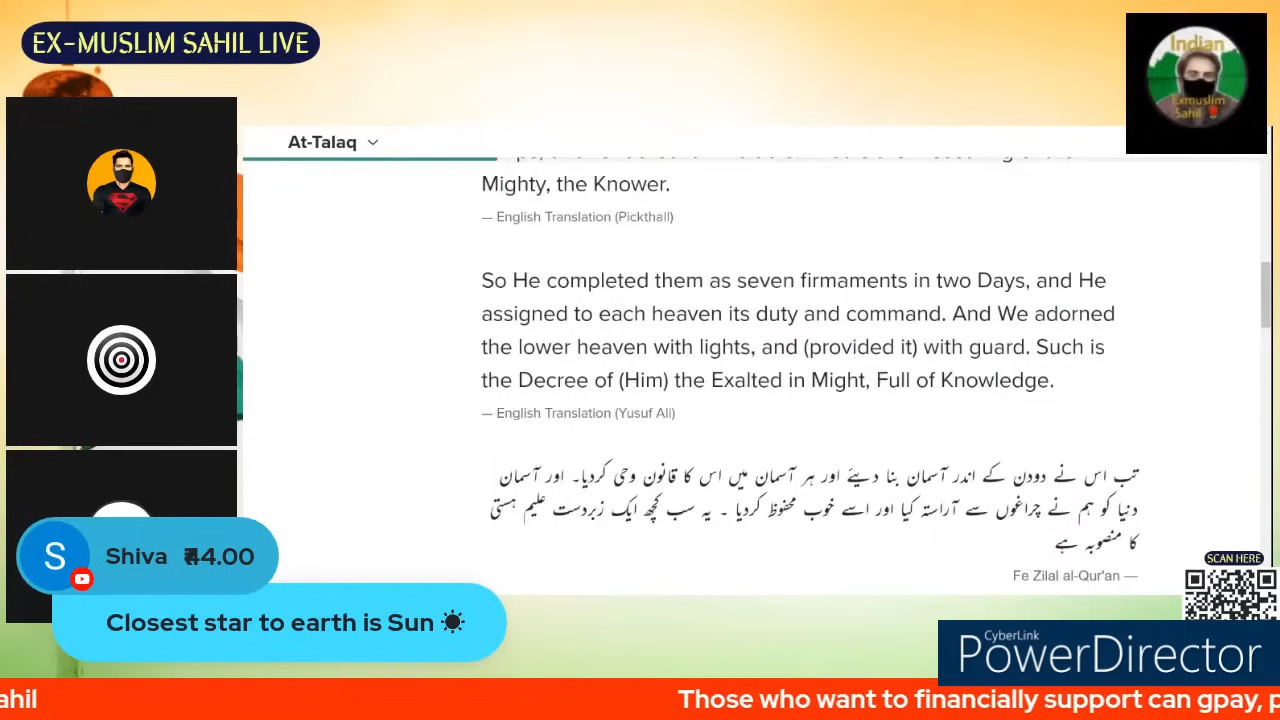 EX-MUSLIM SAHIL LIVE
Indian
Exmuslim
Sahil
At-Talaq
Mighty, the Knower.
— English Translation (Pickthall)
So He completed them as seven firmaments in two Days, and He
assigned to each heaven its duty and command. And We adorned
the lower heaven with lights, and (provided it) with guard. Such is
the Decree of (Him) the Exalted in Might, Full of Knowledge.
— English Translation (Yusuf Ali)
تب اس نے دودن کے اندر آسمان بنا دیئے اور ہر آسمان میں اس کا قانون وحی کردیا۔ اور آسمان
دنیا کو ہم نے چراغوں سے آراستہ کیا اور اسے خوب محفوظ کردیا ۔ یہ سب کچھ ایک زبردست علیم ہستی
کا منصوبہ ہے
Fe Zilal al-Qur'an —
S
Shiva 44.00
Closest star to earth is Sun ☀
SCAN HERE
CyberLink
PowerDirector
ahil
Those who want to financially support can gpay, p